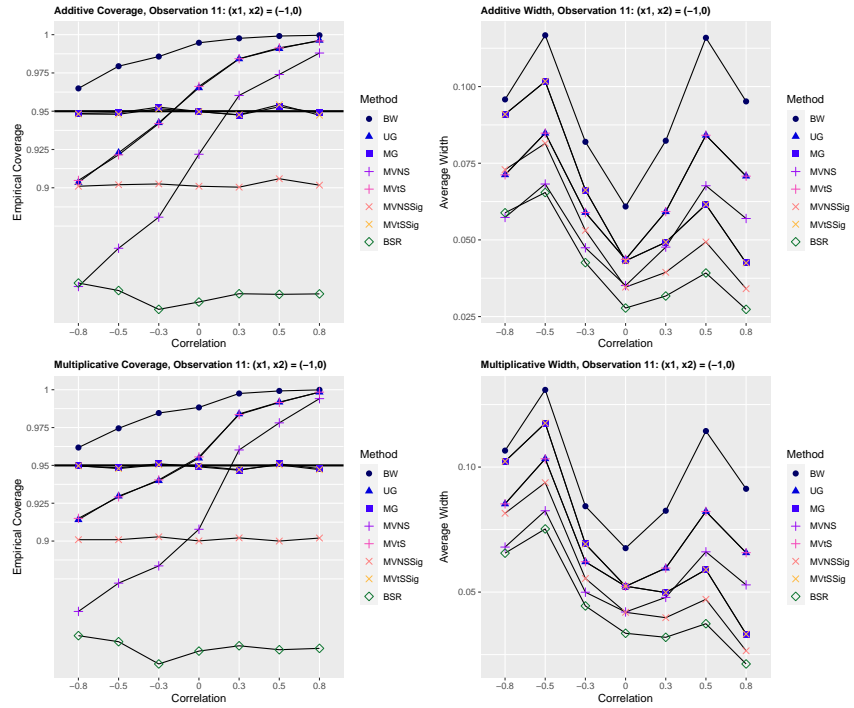 Additive Coverage, Observation 11: (x1, x2) = (−1,0)
1
0.975
0.95
0.925
0.9
Empirical Coverage
−0.8 −0.5 −0.3 0 0.3 0.5 0.8
Correlation
Method
BW
UG
MG
MVNS
MVtS
MVNSSig
MVtSSig
BSR
Additive Width, Observation 11: (x1, x2) = (−1,0)
0.100
0.075
0.050
0.025
Average Width
−0.8 −0.5 −0.3 0 0.3 0.5 0.8
Correlation
Method
BW
UG
MG
MVNS
MVtS
MVNSSig
MVtSSig
BSR
Multiplicative Coverage, Observation 11: (x1, x2) = (−1,0)
1
0.975
0.95
0.925
0.9
Empirical Coverage
−0.8 −0.5 −0.3 0 0.3 0.5 0.8
Correlation
Method
BW
UG
MG
MVNS
MVtS
MVNSSig
MVtSSig
BSR
Multiplicative Width, Observation 11: (x1, x2) = (−1,0)
0.10
0.05
Average Width
−0.8 −0.5 −0.3 0 0.3 0.5 0.8
Correlation
Method
BW
UG
MG
MVNS
MVtS
MVNSSig
MVtSSig
BSR